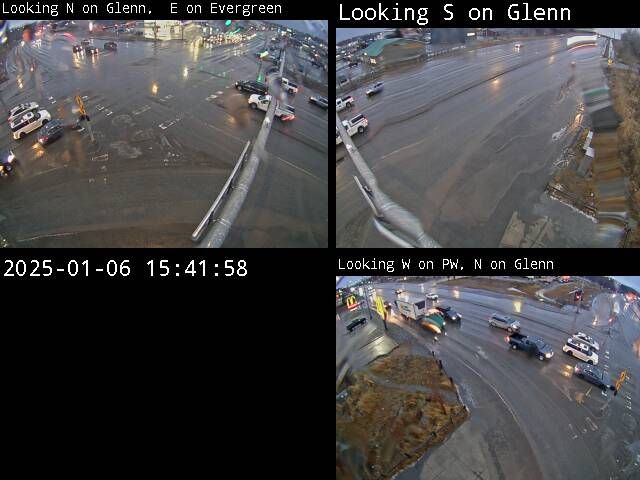 Looking N on Glenn, E on Evergreen
Looking S on Glenn
2025-01-06 15:41:58
Looking W on PW, N on Glenn